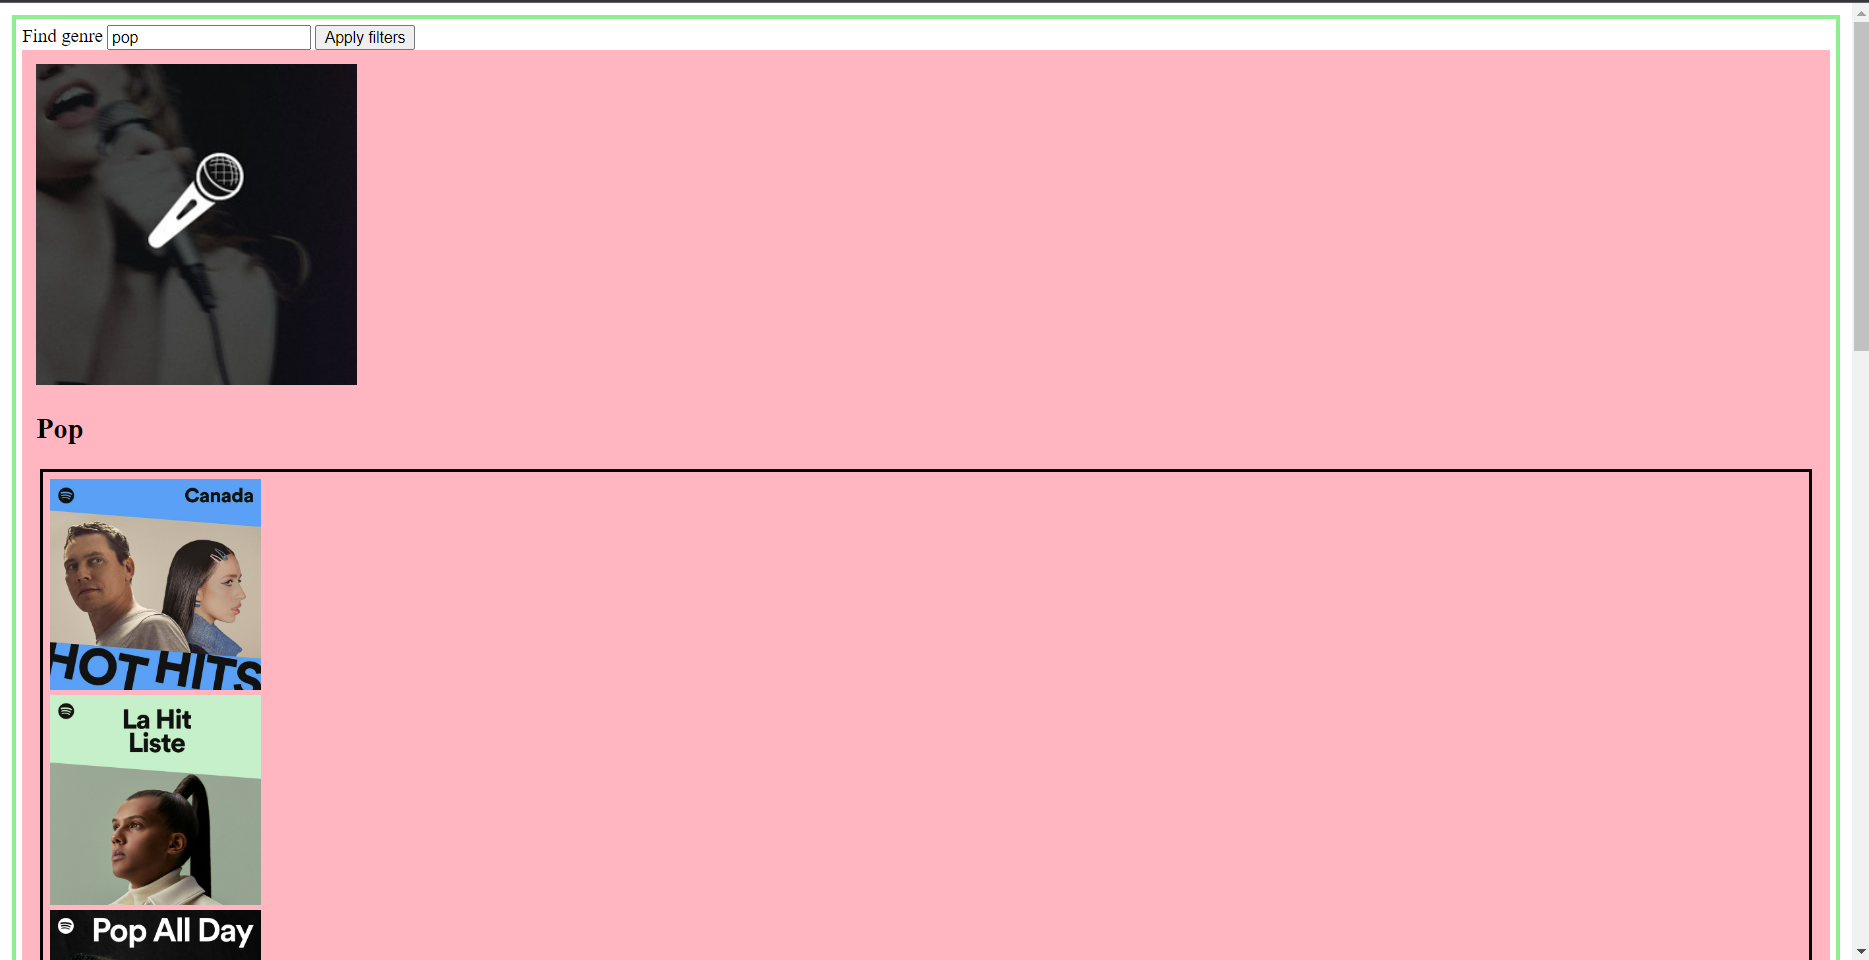 Find genre pop Apply filters
Pop
Canada
HOT HITS
La Hit
Liste
Pop All Day